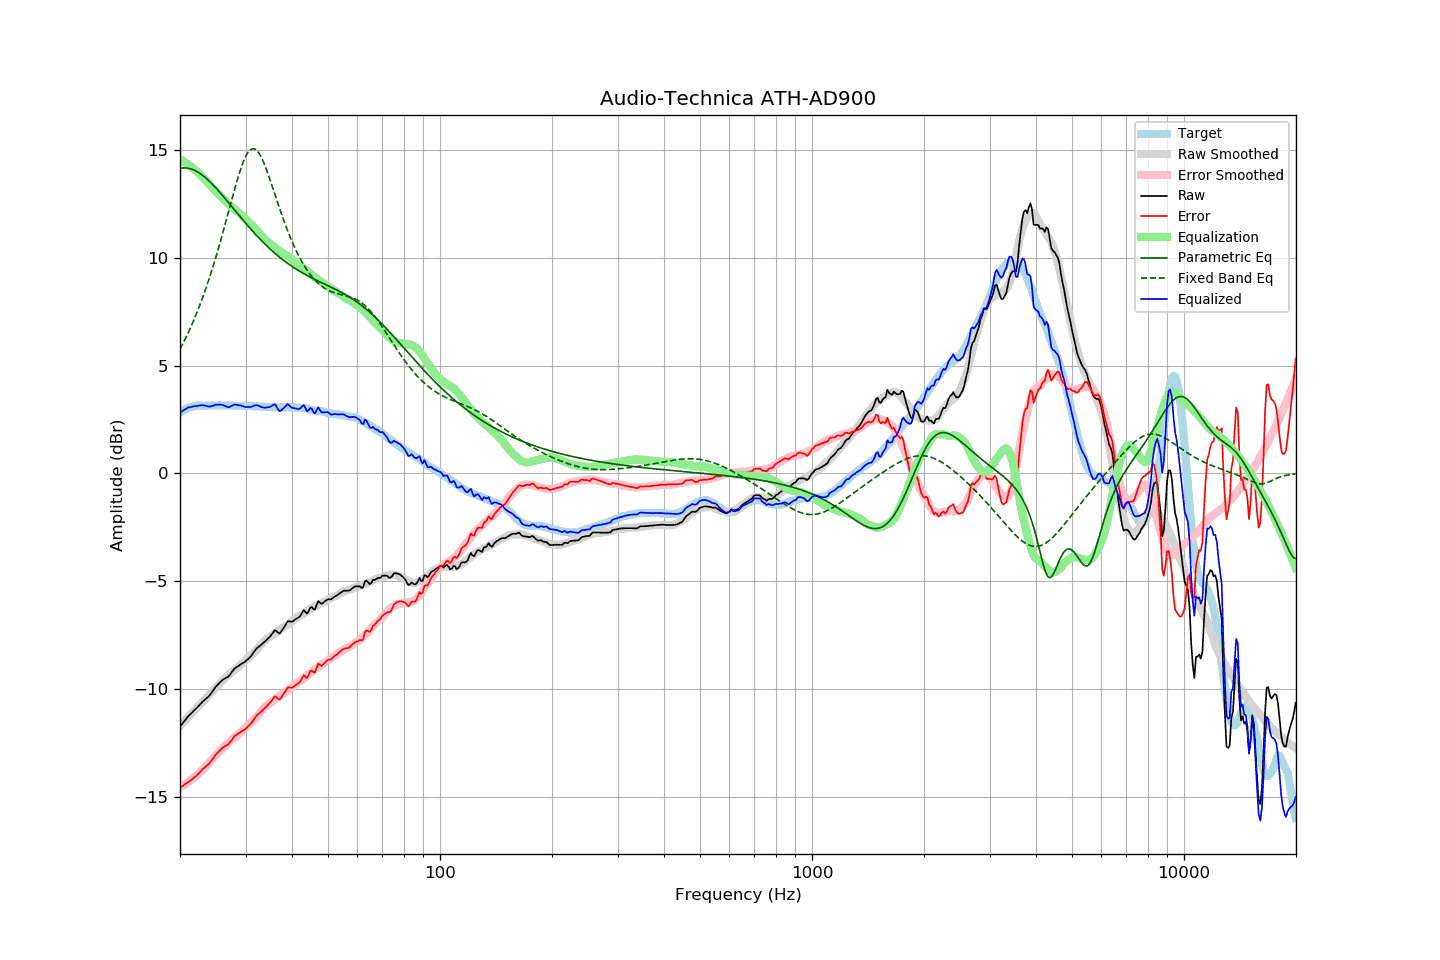 Audio-Technica ATH-AD900
Amplitude (dBr)
15
10
5
0
−5
−10
−15
Target
Raw Smoothed
Error Smoothed
Raw
Error
Equalization
Parametric Eq
Fixed Band Eq
Equalized
100
1000
10000
Frequency (Hz)